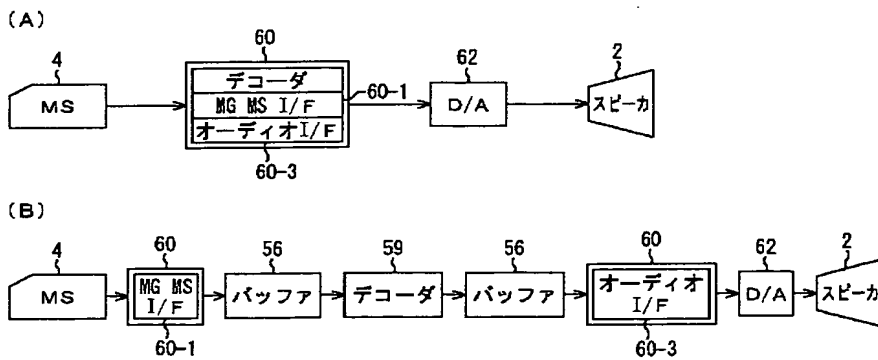 (A)
4
MS
60
デコーダ
MG MS I/F
オーディオI/F
60-1
60-3
62
D/A
2
スピーカ
(B)
4
MS
60
MG MS
I/F
60-1
56
バッファ
59
デコーダ
56
バッファ
60
オーディオ
I/F
60-3
62
D/A
2
スピーカ